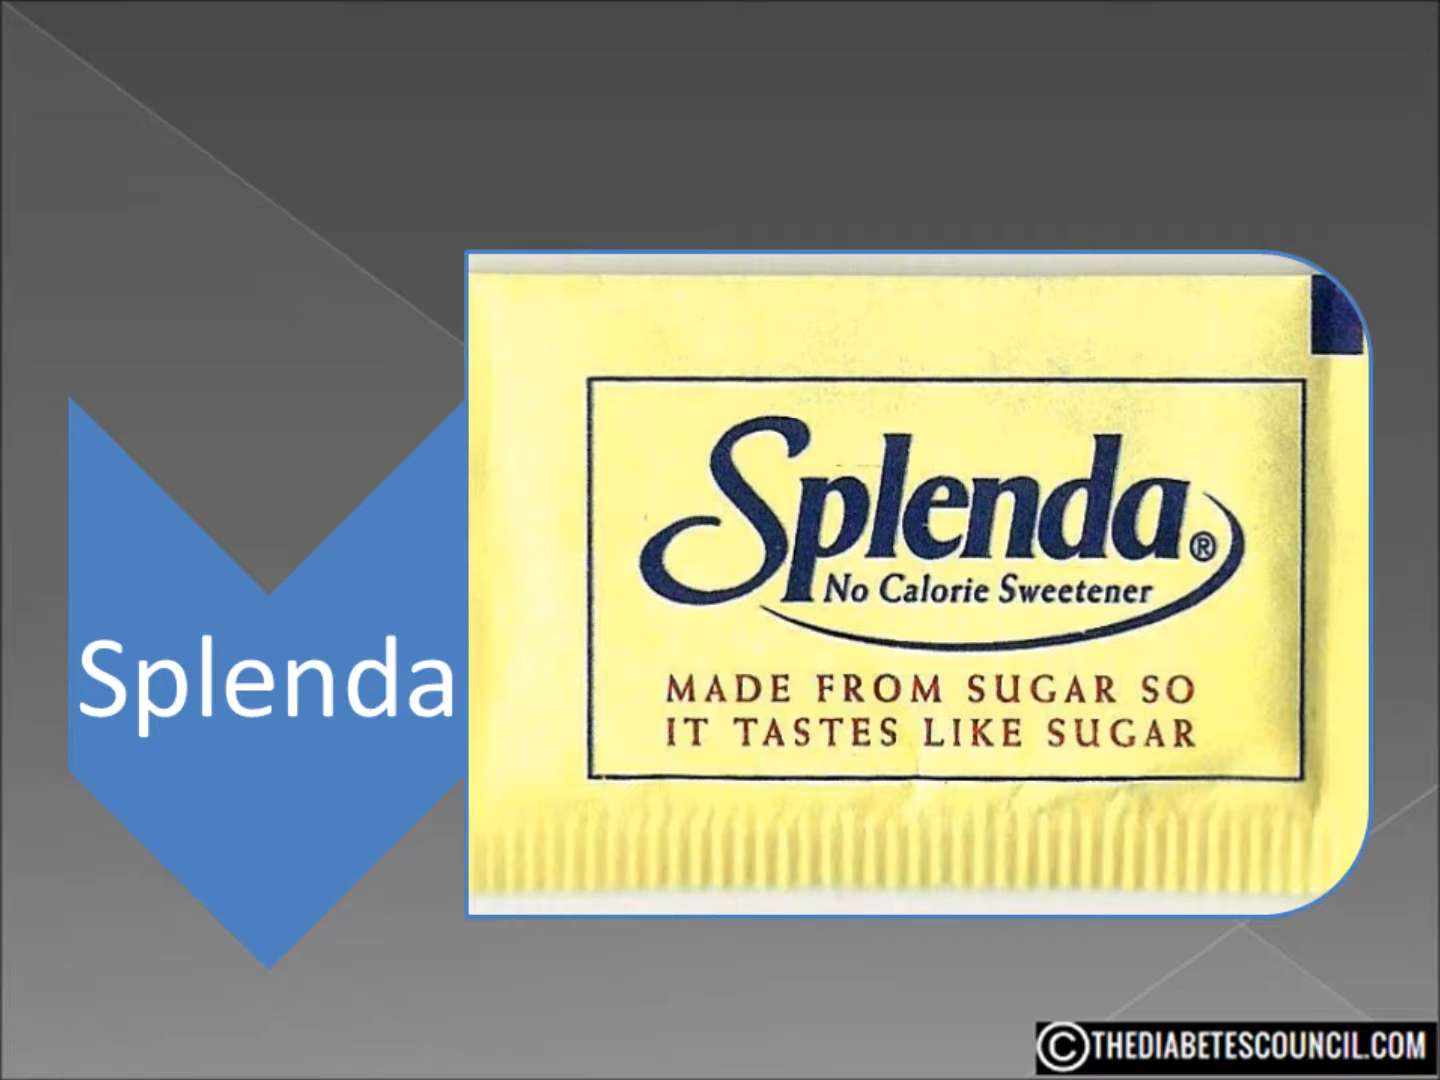 Splenda
Splenda®
No Calorie Sweetener
MADE FROM SUGAR SO
IT TASTES LIKE SUGAR
©THEDIABETESCOUNCIL.COM